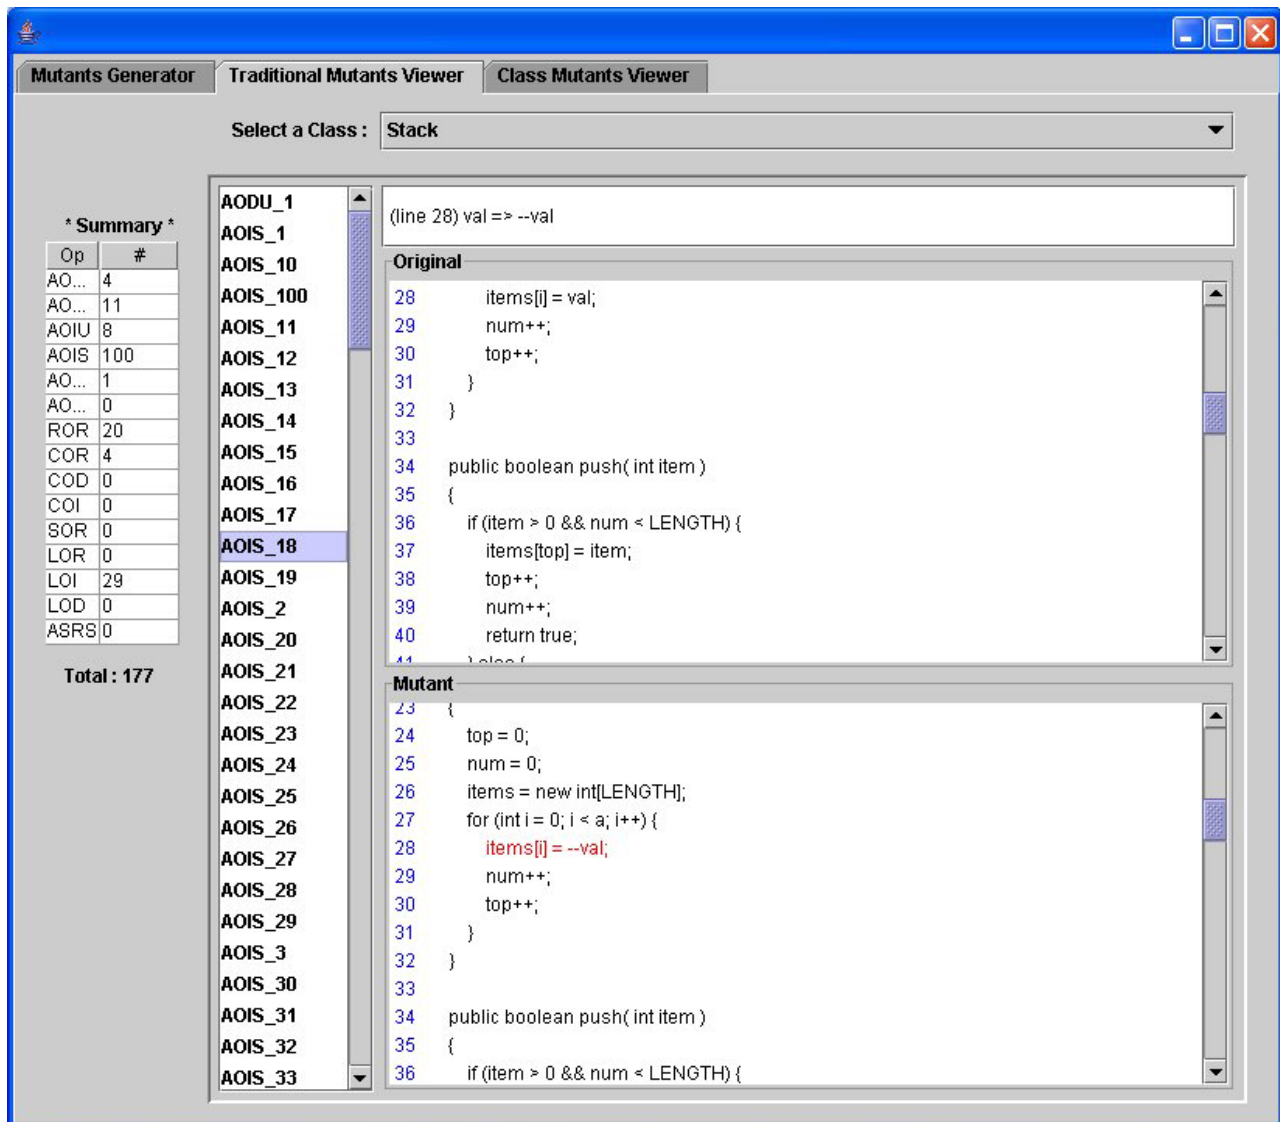 Mutants Generator Traditional Mutants Viewer Class Mutants Viewer
Select a Class : Stack
* Summary *
Op #
AO... 4
AO... 11
AOIU 8
AOIS 100
AO... 1
AO... 0
ROR 20
COR 4
COD 0
COI 0
SOR 0
LOR 0
LOI 29
LOD 0
ASRS 0
Total : 177
AODU_1
AOIS_1
AOIS_10
AOIS_100
AOIS_11
AOIS_12
AOIS_13
AOIS_14
AOIS_15
AOIS_16
AOIS_17
AOIS_18
AOIS_19
AOIS_2
AOIS_20
AOIS_21
AOIS_22
AOIS_23
AOIS_24
AOIS_25
AOIS_26
AOIS_27
AOIS_28
AOIS_29
AOIS_3
AOIS_30
AOIS_31
AOIS_32
AOIS_33
(line 28) val => --val
Original
28 items[i] = val;
29 num++;
30 top++;
31 }
32 }
33
34 public boolean push( int item )
35 {
36 if (item > 0 && num < LENGTH) {
37 items[top] = item;
38 top++;
39 num++;
40 return true;
41 } else {
Mutant
23 {
24 top = 0;
25 num = 0;
26 items = new int[LENGTH];
27 for (int i = 0; i < a; i++) {
28 items[i] = --val;
29 num++;
30 top++;
31 }
32 }
33
34 public boolean push( int item )
35 {
36 if (item > 0 && num < LENGTH) {